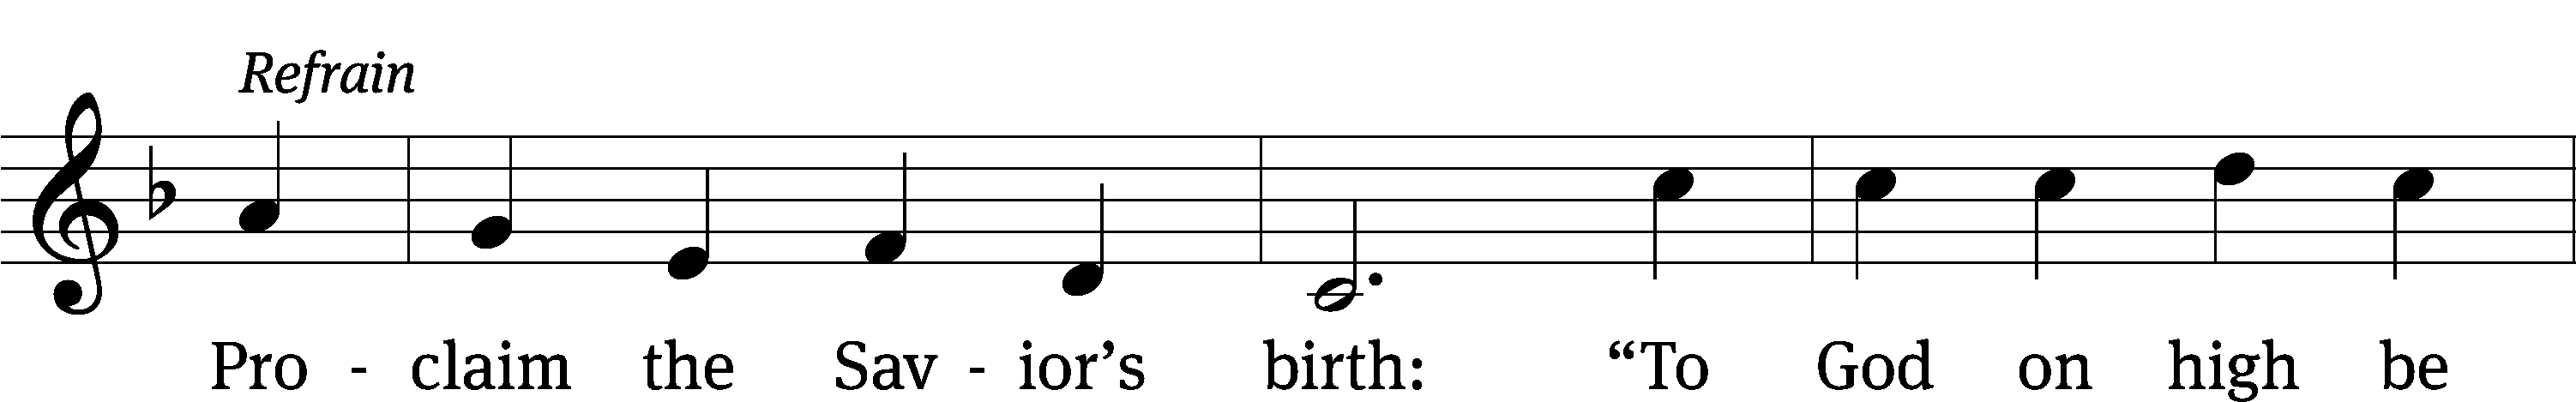 Refrain
Pro - claim the Sav - ior’s birth: “To God on high be